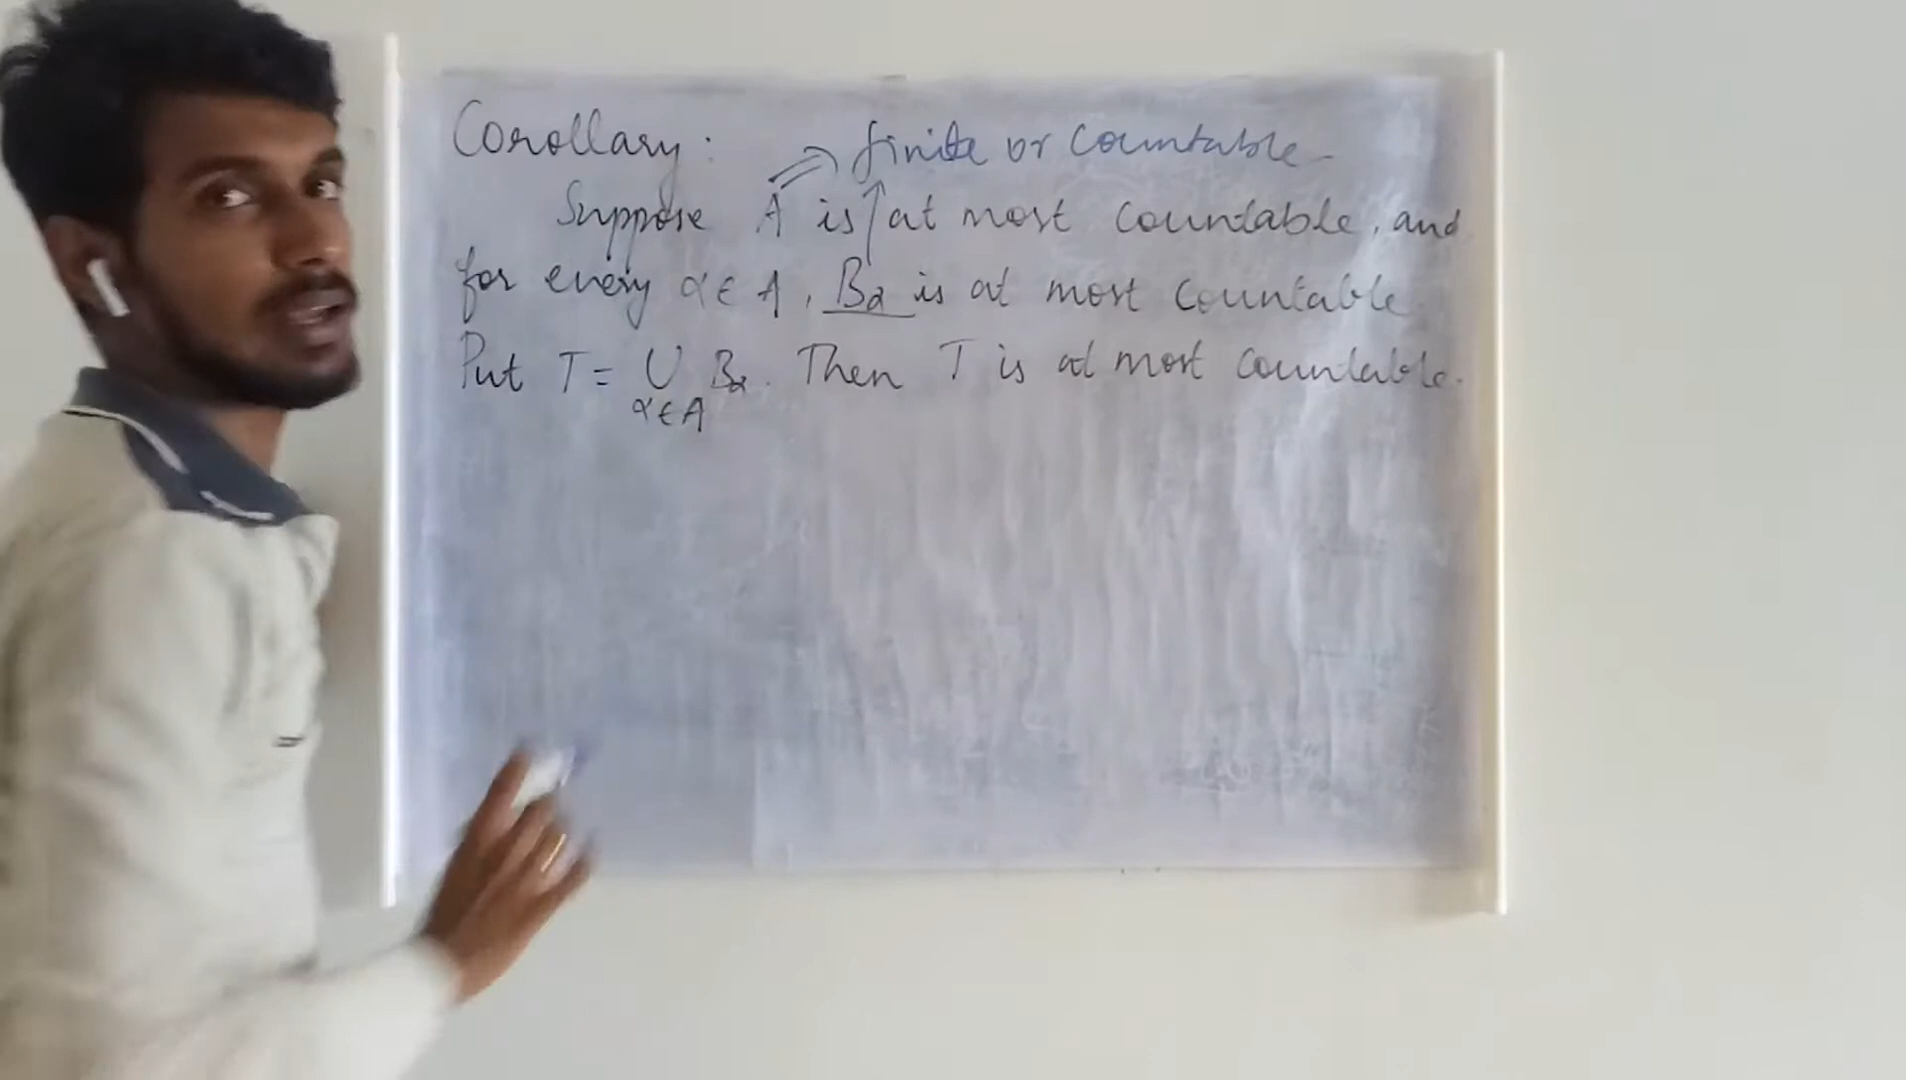 Corollary: ⇒ finite or Countable -
Suppose A is at most countable, and
for every α ∈ A, Bα is at most countable
Put T = ∪ Bα. Then T is at most countable.
α ∈ A